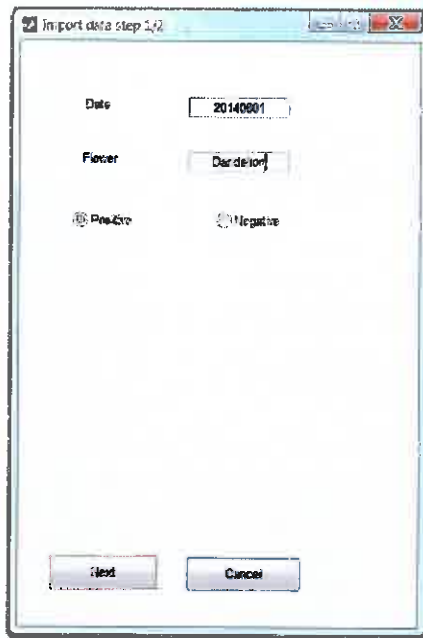 Import data step 1/2
Date 20140601
Flower Dandelion
Positive Negative
Next Cancel